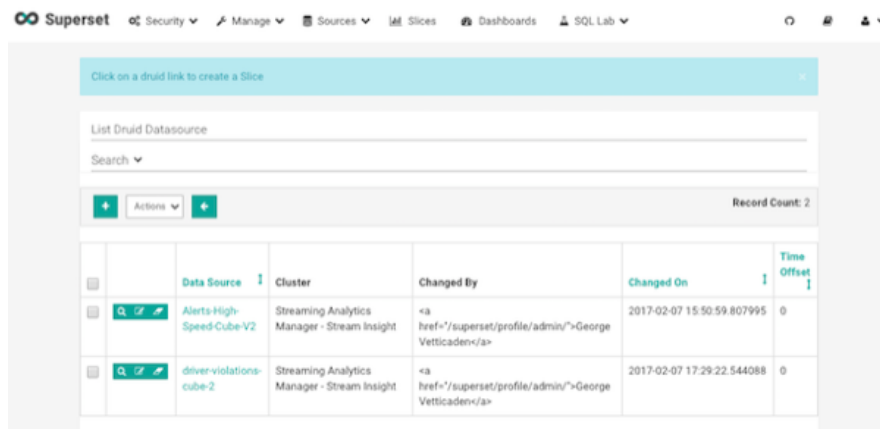 Superset Security Manage Sources Slices Dashboards SQL Lab
Click on a druid link to create a Slice ×
List Druid Datasource
Search
+ Actions Record Count: 2
Data Source Cluster Changed By Changed On Time Offset
Alerts-High-Speed-Cube-V2 Streaming Analytics Manager - Stream Insight <a href="/superset/profile/admin/">George Vetticaden</a> 2017-02-07 15:50:59.807995 0
driver-violations-cube-2 Streaming Analytics Manager - Stream Insight <a href="/superset/profile/admin/">George Vetticaden</a> 2017-02-07 17:29:22.544088 0